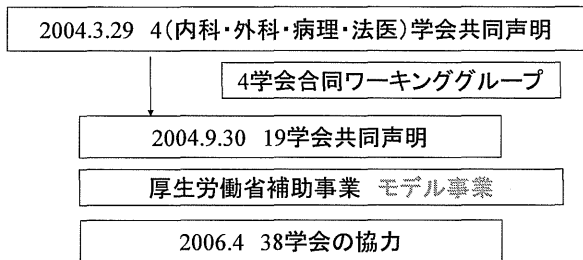 2004.3.29 4(内科・外科・病理・法医)学会共同声明
4学会合同ワーキンググループ
2004.9.30 19学会共同声明
厚生労働省補助事業 モデル事業
2006.4 38学会の協力